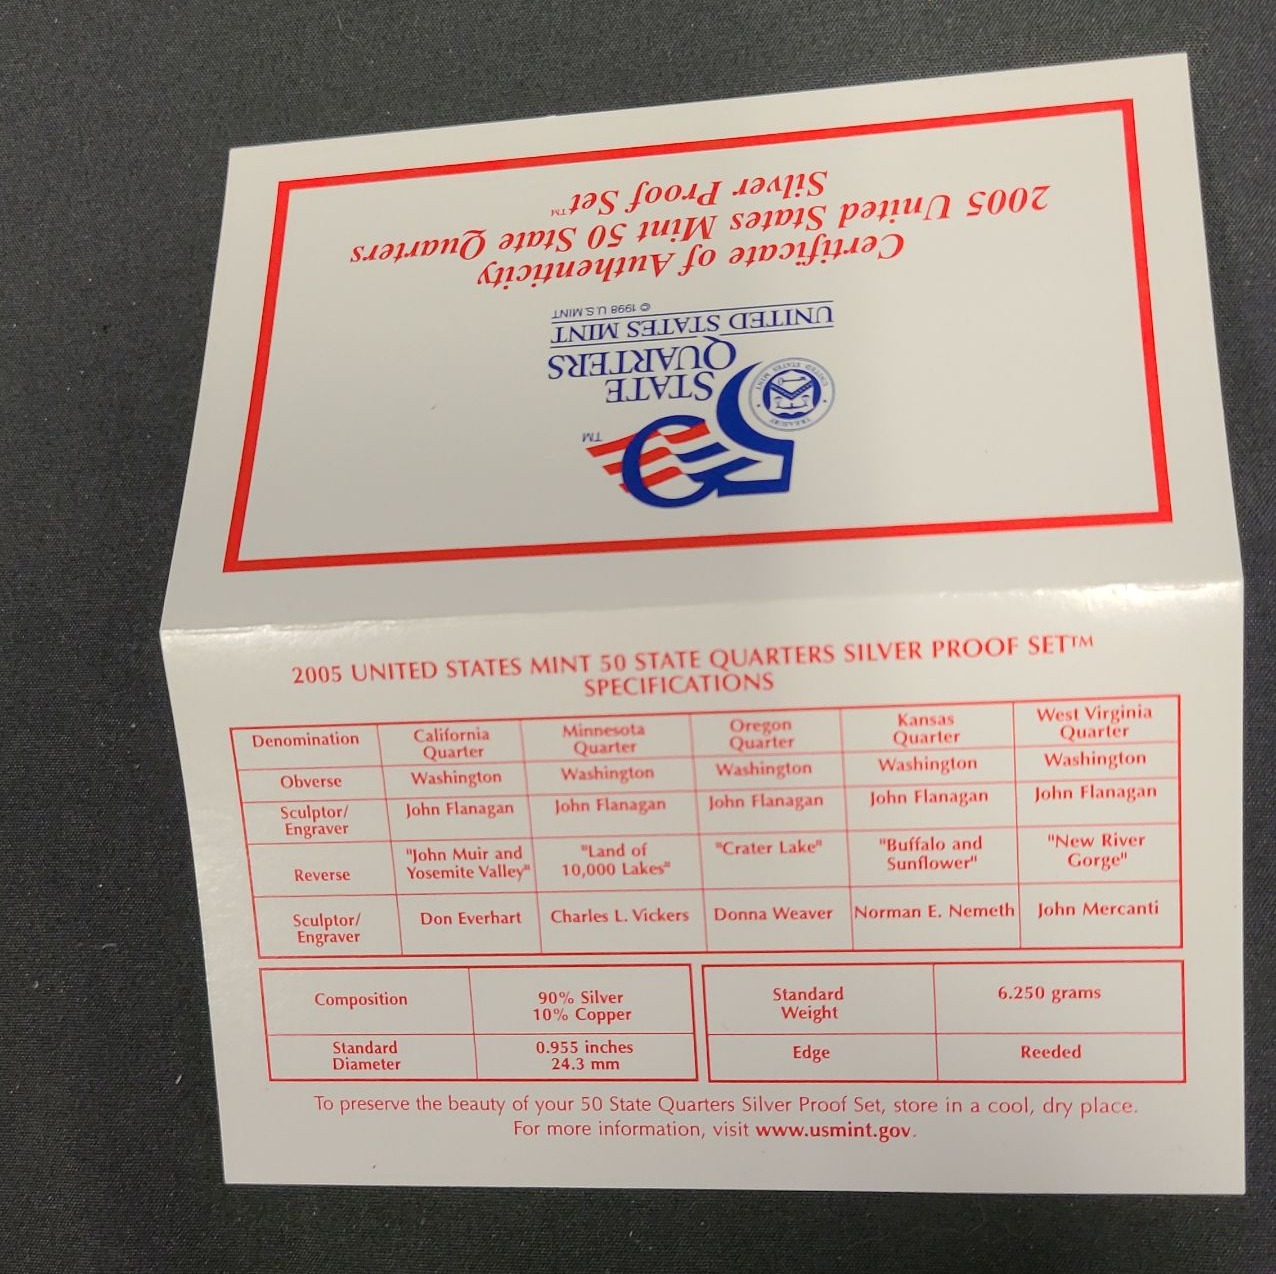 Certificate of Authenticity
2005 United States Mint 50 State Quarters
Silver Proof Set™
50
™
STATE
QUARTERS
UNITED STATES MINT
© 1998 U.S. MINT
TREASURY
UNITED STATES MINT
2005 UNITED STATES MINT 50 STATE QUARTERS SILVER PROOF SET™
SPECIFICATIONS
Denomination California Quarter Minnesota Quarter Oregon Quarter Kansas Quarter West Virginia Quarter
Obverse Washington Washington Washington Washington Washington
Sculptor/ Engraver John Flanagan John Flanagan John Flanagan John Flanagan John Flanagan
Reverse "John Muir and Yosemite Valley" "Land of 10,000 Lakes" "Crater Lake" "Buffalo and Sunflower" "New River Gorge"
Sculptor/ Engraver Don Everhart Charles L. Vickers Donna Weaver Norman E. Nemeth John Mercanti
Composition 90% Silver 10% Copper Standard Weight 6.250 grams
Standard Diameter 0.955 inches 24.3 mm Edge Reeded
To preserve the beauty of your 50 State Quarters Silver Proof Set, store in a cool, dry place.
For more information, visit www.usmint.gov.